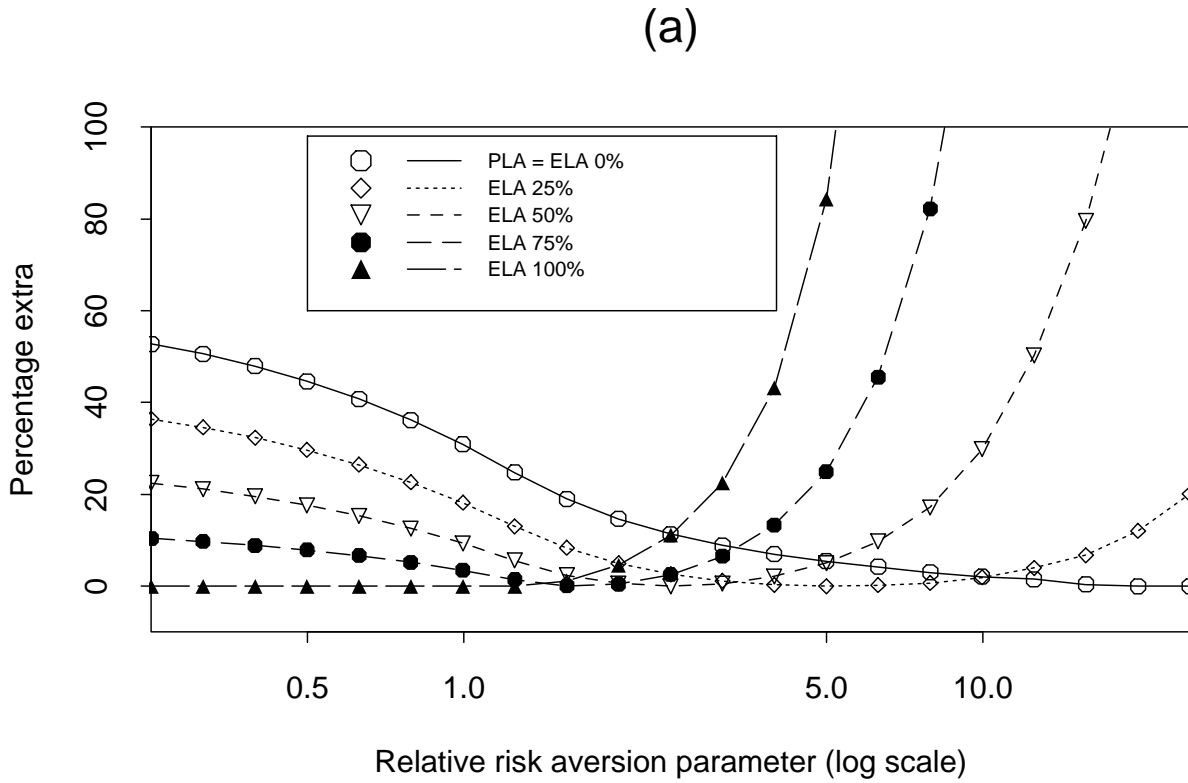 (a)
Percentage extra
100
80
60
40
20
0
PLA = ELA 0%
ELA 25%
ELA 50%
ELA 75%
ELA 100%
0.5 1.0 5.0 10.0
Relative risk aversion parameter (log scale)